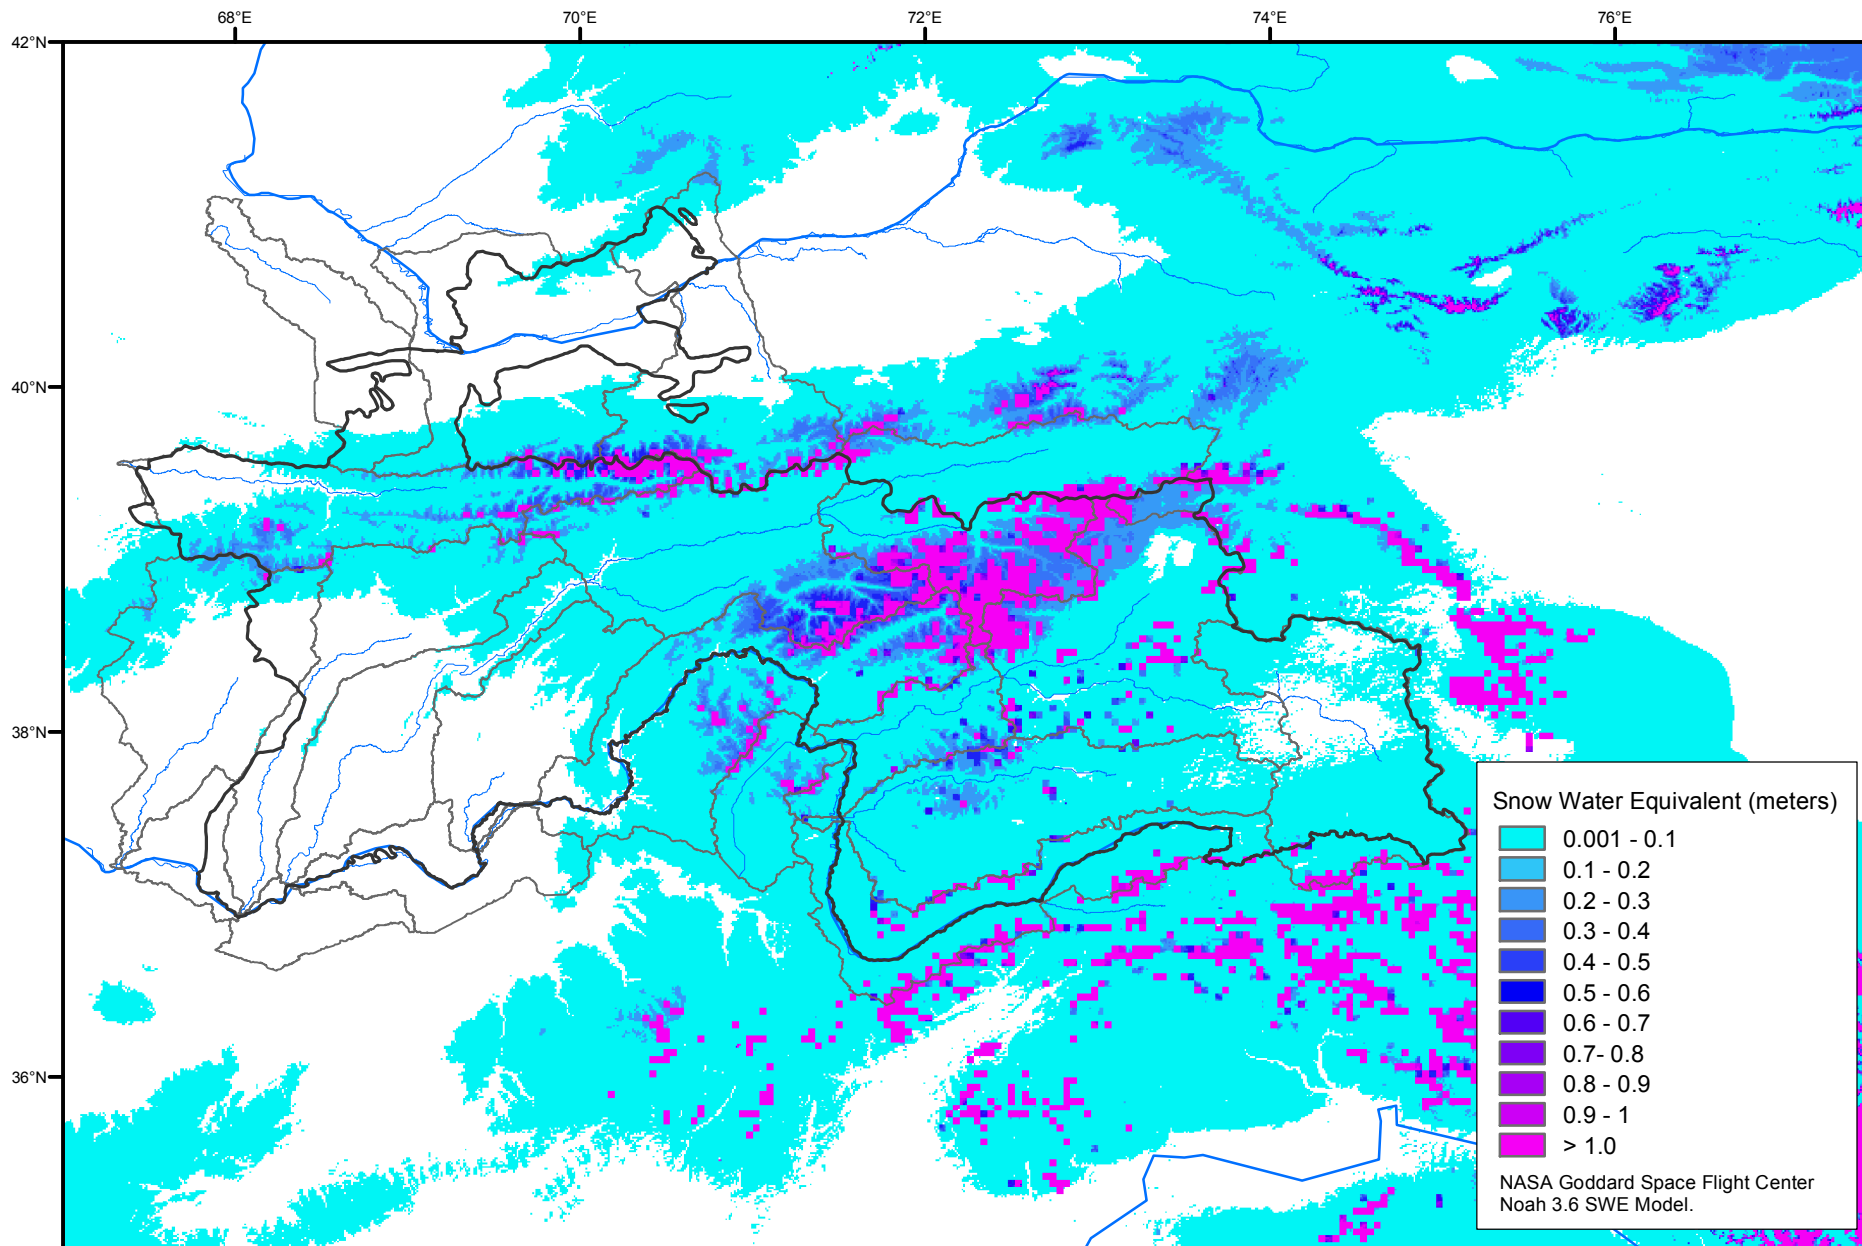 68°E 70°E 72°E 74°E 76°E
42°N
40°N
38°N
36°N
Snow Water Equivalent (meters)
0.001 - 0.1
0.1 - 0.2
0.2 - 0.3
0.3 - 0.4
0.4 - 0.5
0.5 - 0.6
0.6 - 0.7
0.7- 0.8
0.8 - 0.9
0.9 - 1
> 1.0
NASA Goddard Space Flight Center
Noah 3.6 SWE Model.